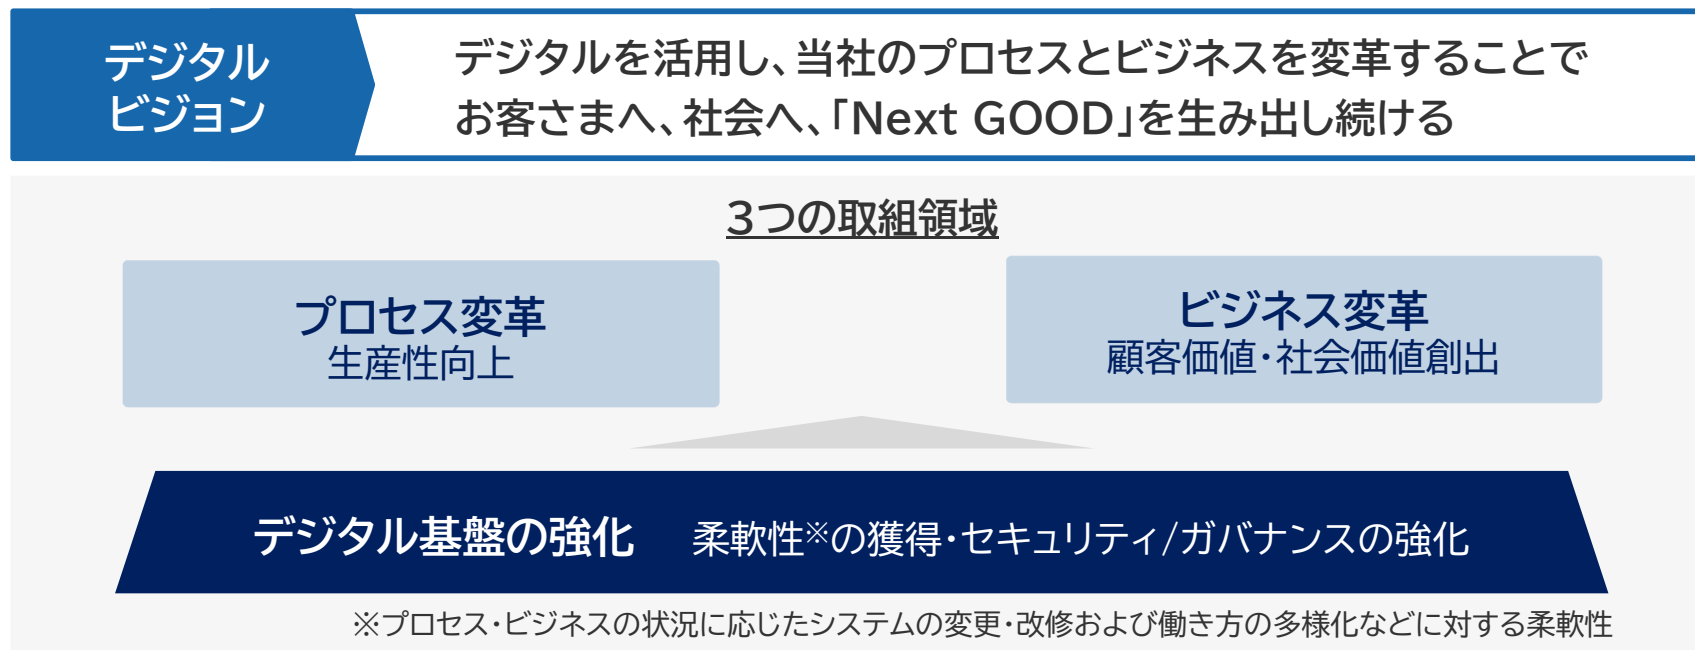 デジタル
ビジョン
デジタルを活用し、当社のプロセスとビジネスを変革することで
お客さまへ、社会へ、「Next GOOD」を生み出し続ける
3つの取組領域
プロセス変革
生産性向上
ビジネス変革
顧客価値・社会価値創出
デジタル基盤の強化 柔軟性※の獲得・セキュリティ/ガバナンスの強化
※プロセス・ビジネスの状況に応じたシステムの変更・改修および働き方の多様化などに対する柔軟性